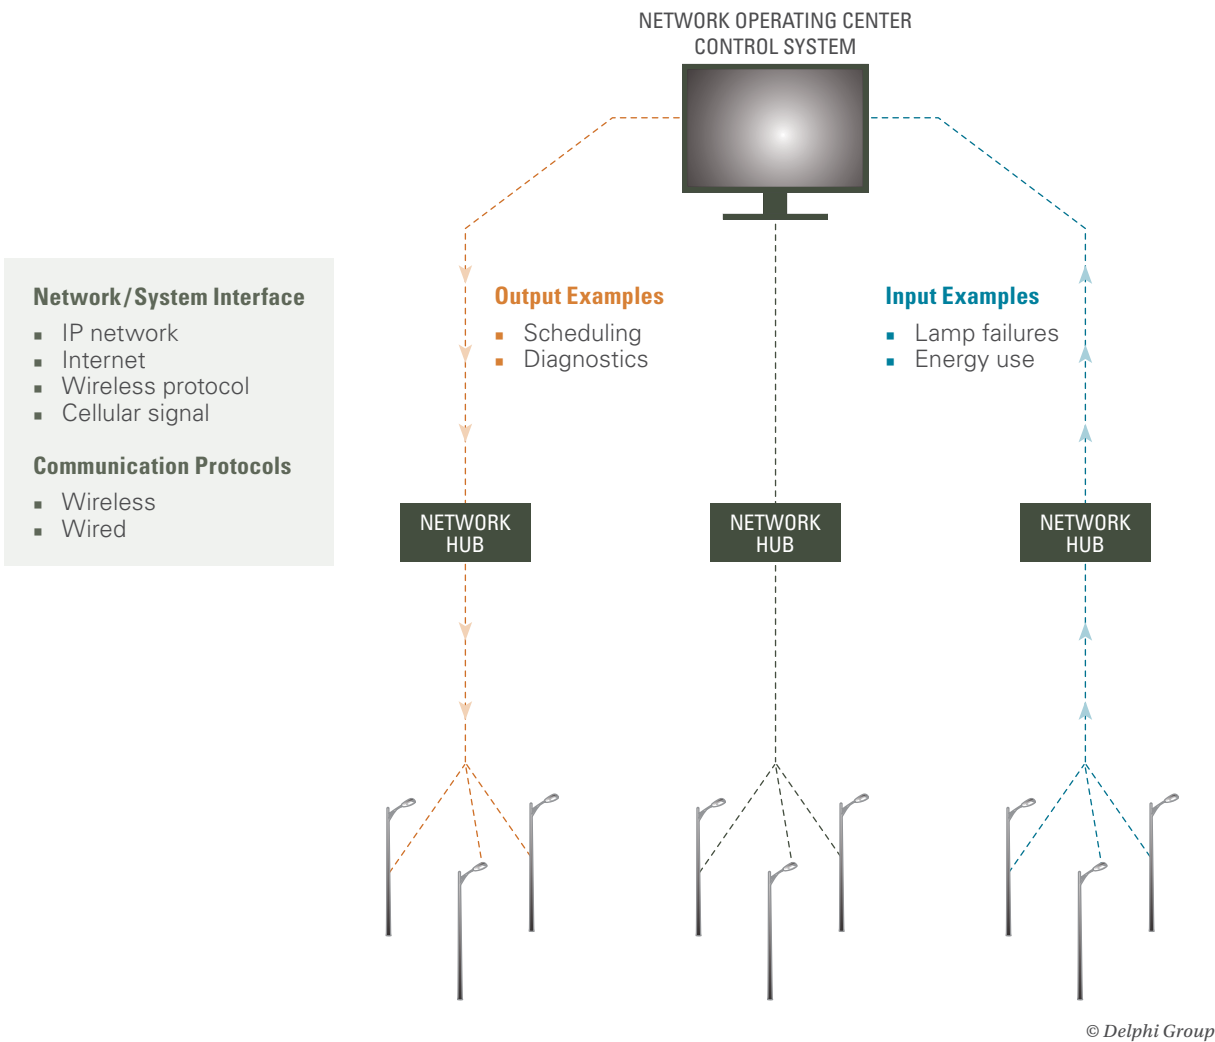 NETWORK OPERATING CENTER
CONTROL SYSTEM
Network/System Interface
▪ IP network
▪ Internet
▪ Wireless protocol
▪ Cellular signal
Communication Protocols
▪ Wireless
▪ Wired
Output Examples
▪ Scheduling
▪ Diagnostics
Input Examples
▪ Lamp failures
▪ Energy use
NETWORK
HUB
NETWORK
HUB
NETWORK
HUB
© Delphi Group